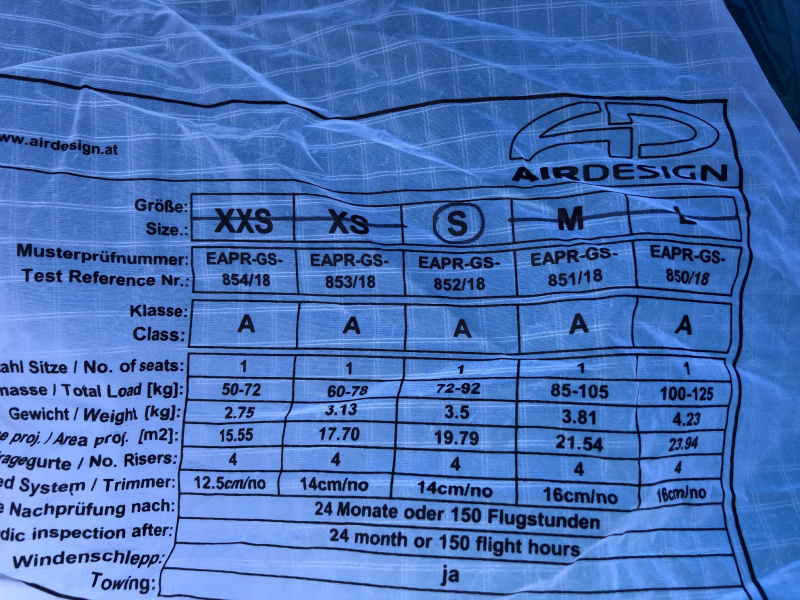 www.airdesign.at
AIRDESIGN
Größe: XXS XS S M L
Size.:
Musterprüfnummer: EAPR-GS- EAPR-GS- EAPR-GS- EAPR-GS- EAPR-GS-
Test Reference Nr.: 854/18 853/18 852/18 851/18 850/18
Klasse: A A A A A
Class:
zahl Sitze / No. of seats: 1 1 1 1 1
masse / Total Load [kg]: 50-72 60-78 72-92 85-105 100-125
Gewicht / Weight [kg]: 2.75 3.13 3.5 3.81 4.23
proj. / Area proj. [m2]: 15.55 17.70 19.79 21.54 23.94
ragegurte / No. Risers: 4 4 4 4 4
ed System / Trimmer: 12.5cm/no 14cm/no 14cm/no 16cm/no 16cm/no
e Nachprüfung nach: 24 Monate oder 150 Flugstunden
dic inspection after: 24 month or 150 flight hours
Windenschlepp: ja
Towing: